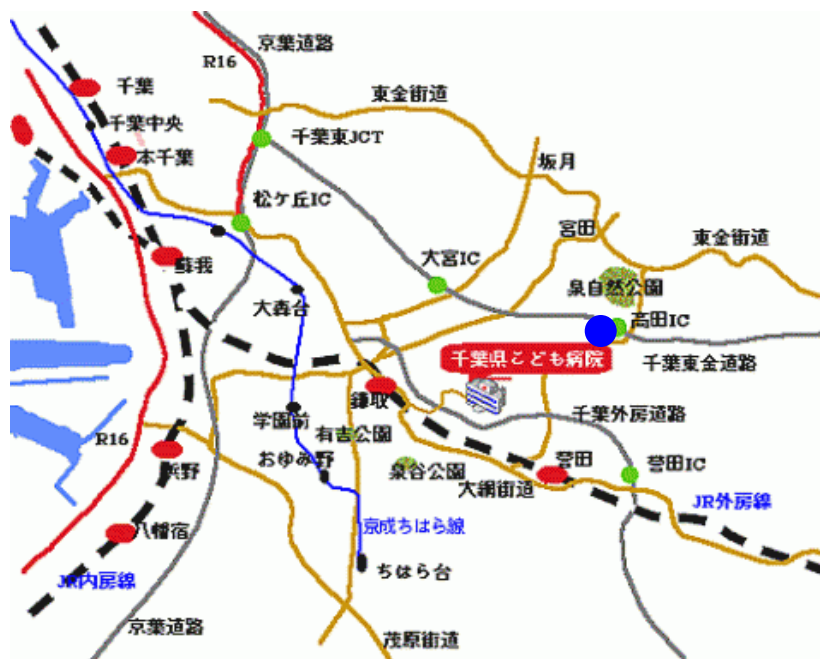 京葉道路
R16
千葉
東金街道
千葉中央
千葉東JCT
本千葉
坂月
松ケ丘IC
宮田
東金街道
大宮IC
蘇我
泉自然公園
大森台
高田IC
千葉県こども病院
千葉東金道路
鎌取
学園前
千葉外房道路
有吉公園
R16
おゆみ野
浜野
泉谷公園
誉田
誉田IC
大網街道
JR外房線
八幡宿
京成ちはら線
JR内房線
ちはら台
京葉道路
茂原街道